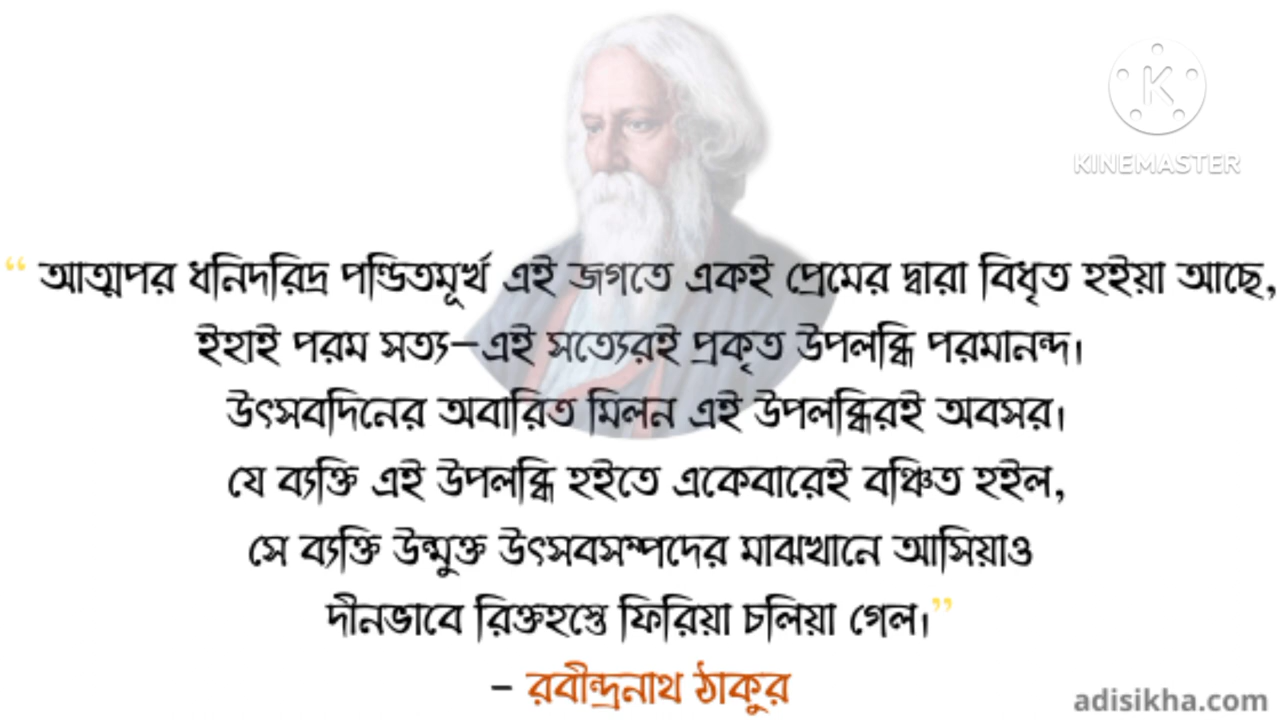 K
KINEMASTER
“ আত্মপর ধনিদরিদ্র পণ্ডিতমূর্খ এই জগতে একই প্রেমের দ্বারা বিধৃত হইয়া আছে,
ইহাই পরম সত্য–এই সত্যেরই প্রকৃত উপলব্ধি পরমানন্দ।
উৎসবদিনের অবারিত মিলন এই উপলব্ধিরই অবসর।
যে ব্যক্তি এই উপলব্ধি হইতে একেবারেই বঞ্চিত হইল,
সে ব্যক্তি উন্মুক্ত উৎসবসম্পদের মাঝখানে আসিয়াও
দীনভাবে রিক্তহস্তে ফিরিয়া চলিয়া গেল।”
– রবীন্দ্রনাথ ঠাকুর
adisikha.com